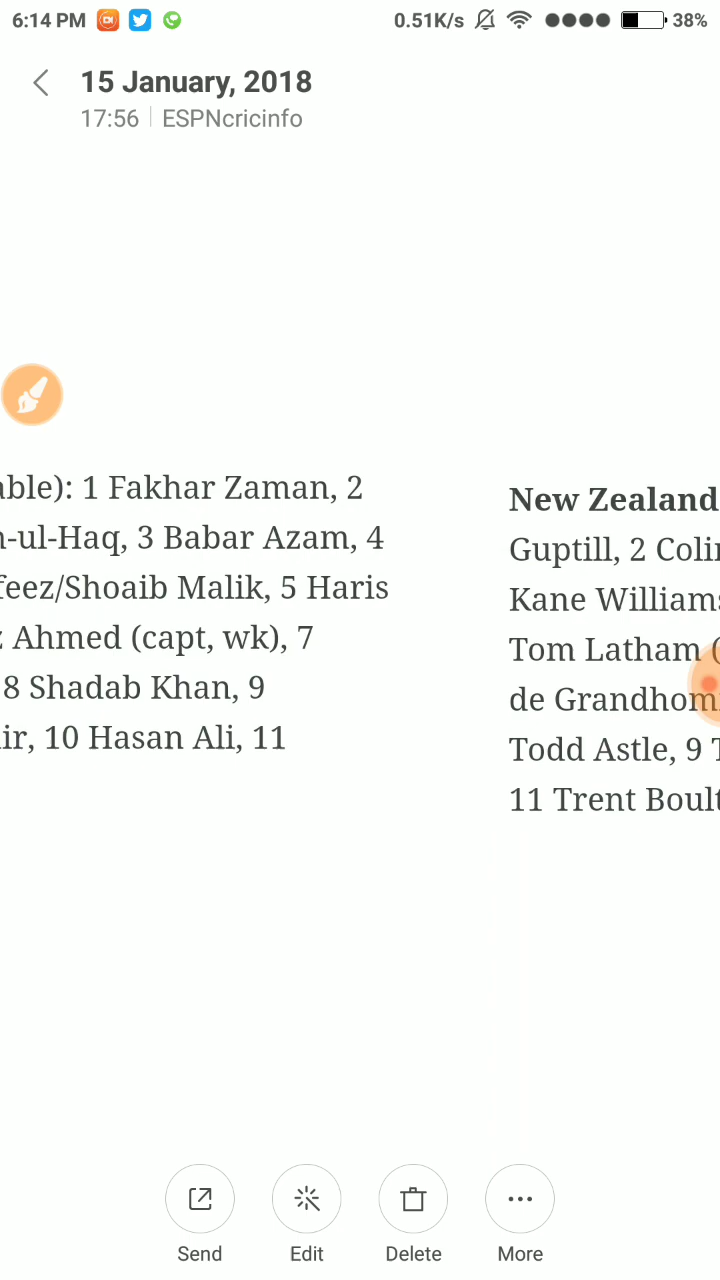 6:14 PM 0.51K/s 38%
15 January, 2018
17:56 | ESPNcricinfo
able): 1 Fakhar Zaman, 2
-ul-Haq, 3 Babar Azam, 4
feez/Shoaib Malik, 5 Haris
z Ahmed (capt, wk), 7
8 Shadab Khan, 9
ir, 10 Hasan Ali, 11
New Zealand
Guptill, 2 Colin
Kane Williams
Tom Latham (
de Grandhom
Todd Astle, 9 T
11 Trent Boult
Send Edit Delete More